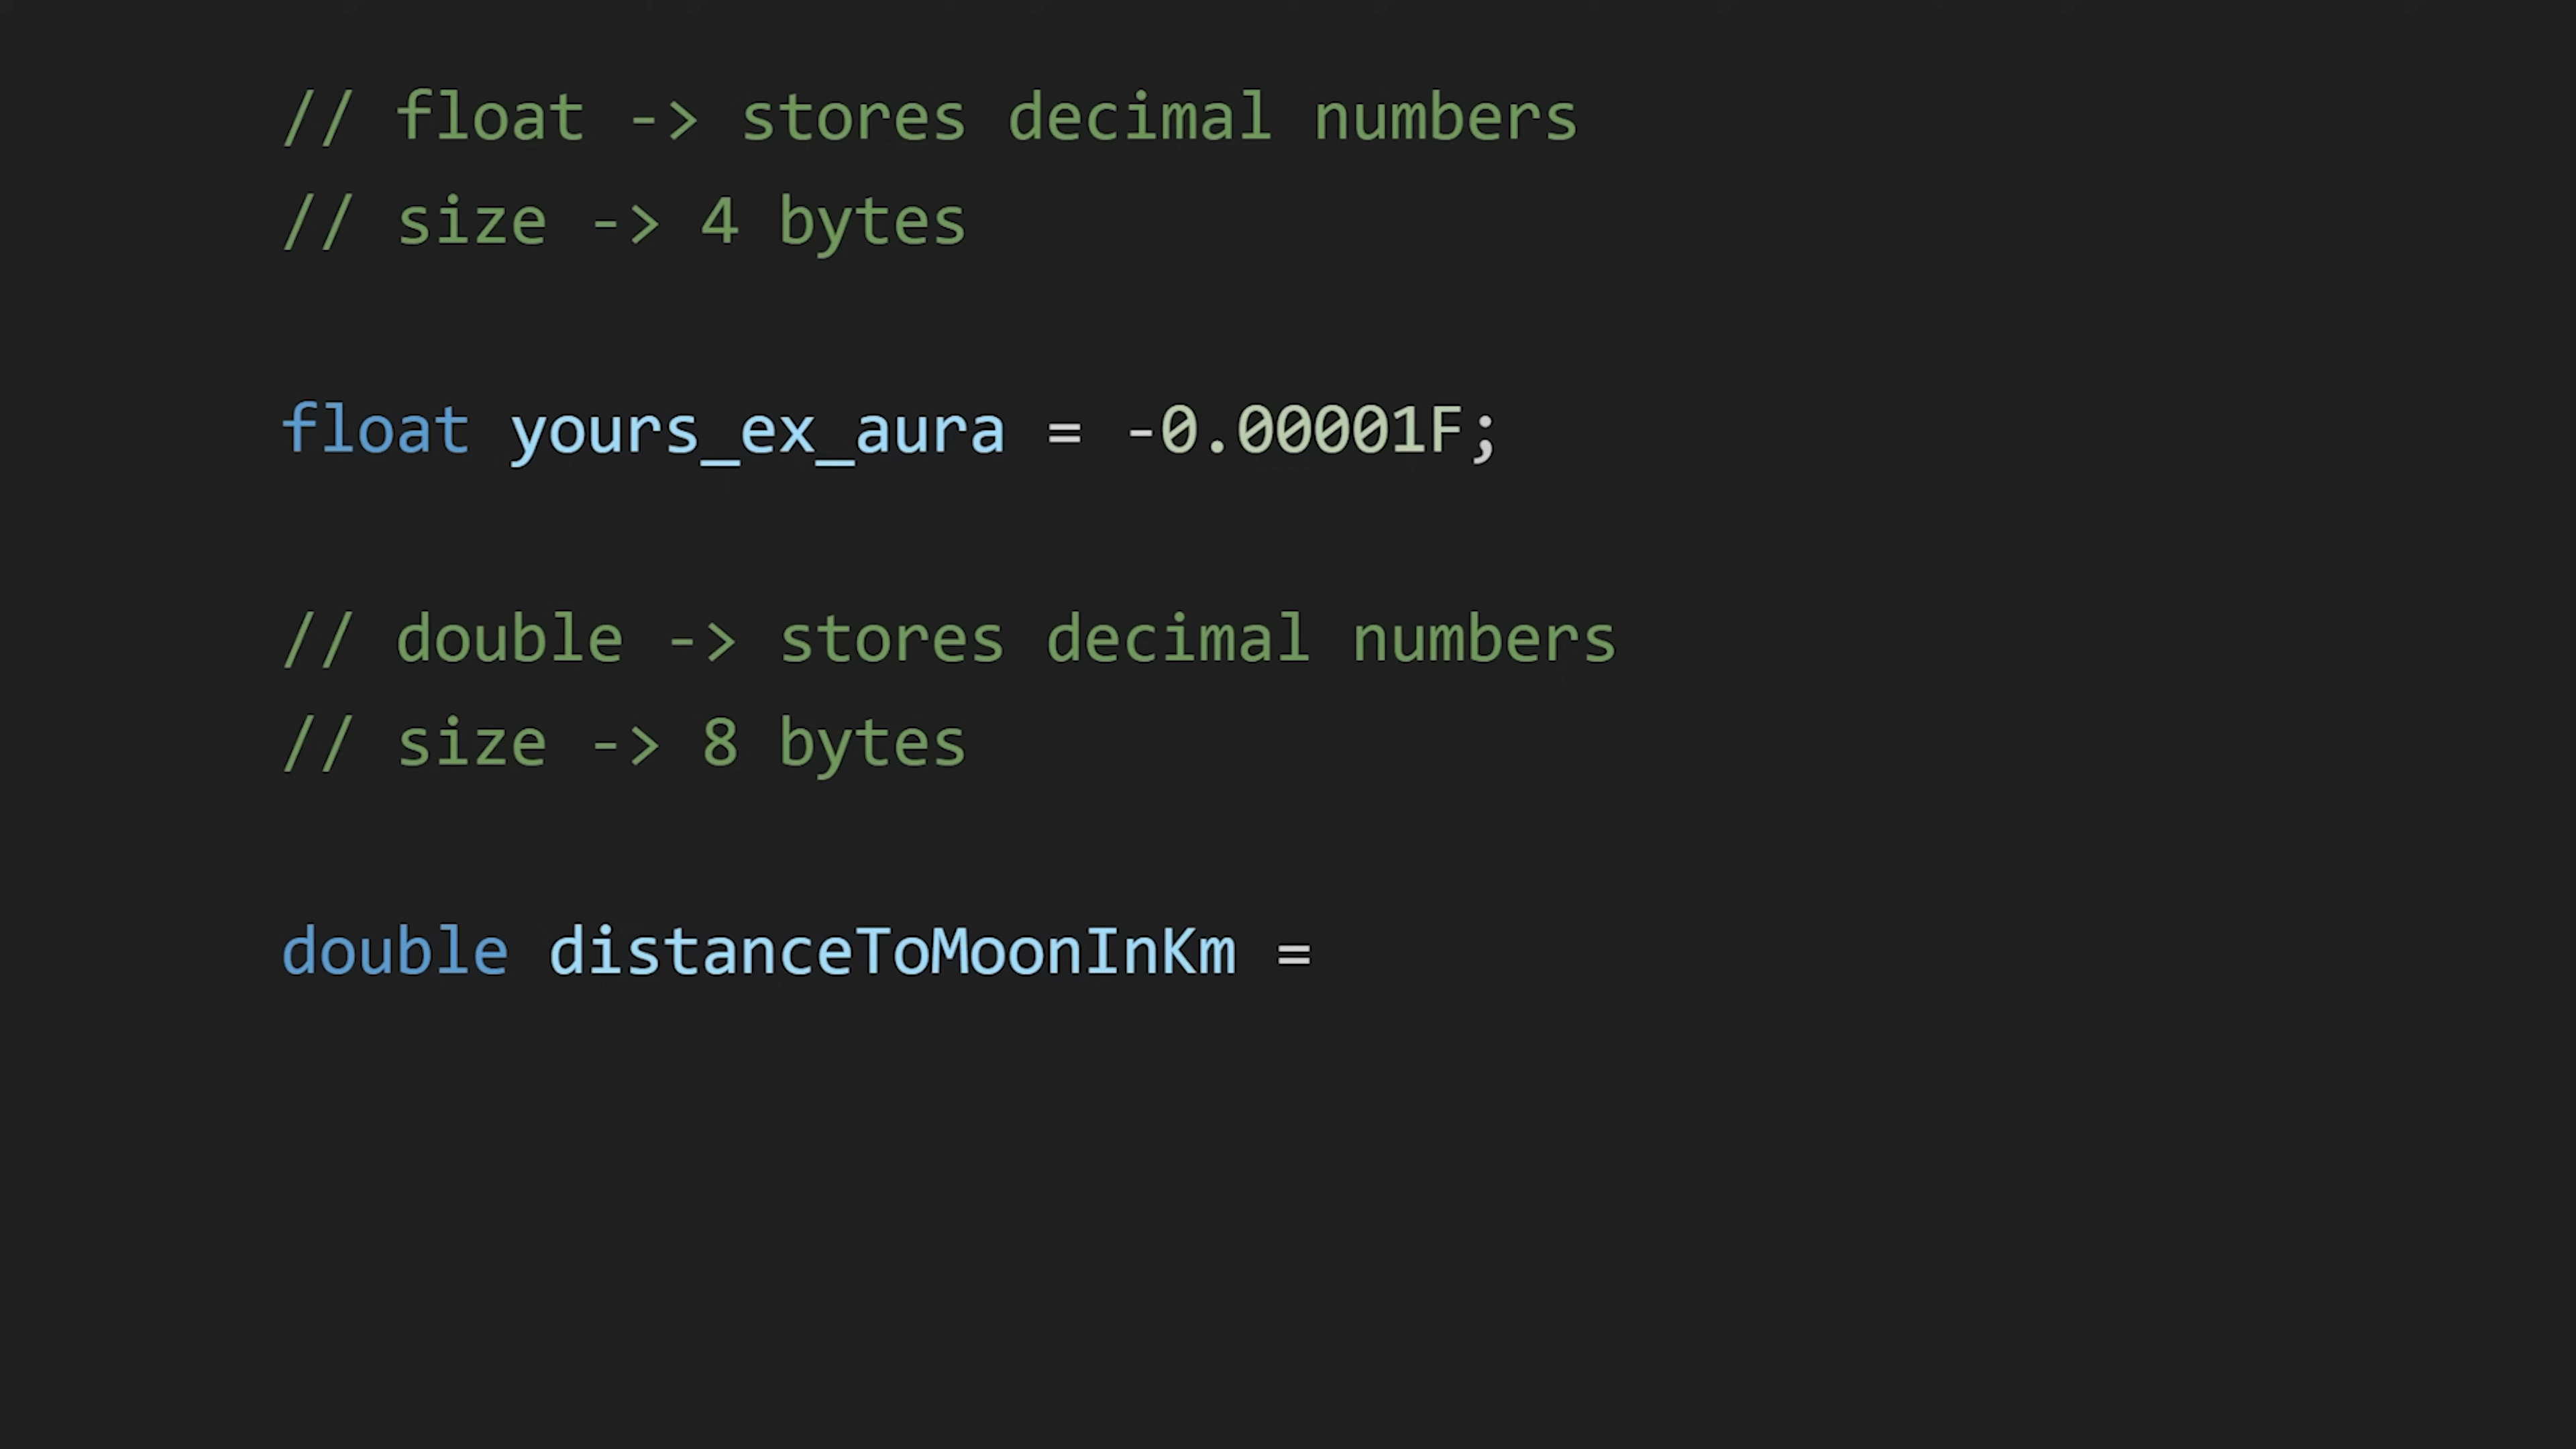 // float -> stores decimal numbers
// size -> 4 bytes
float yours_ex_aura = -0.00001F;
// double -> stores decimal numbers
// size -> 8 bytes
double distanceToMoonInKm =